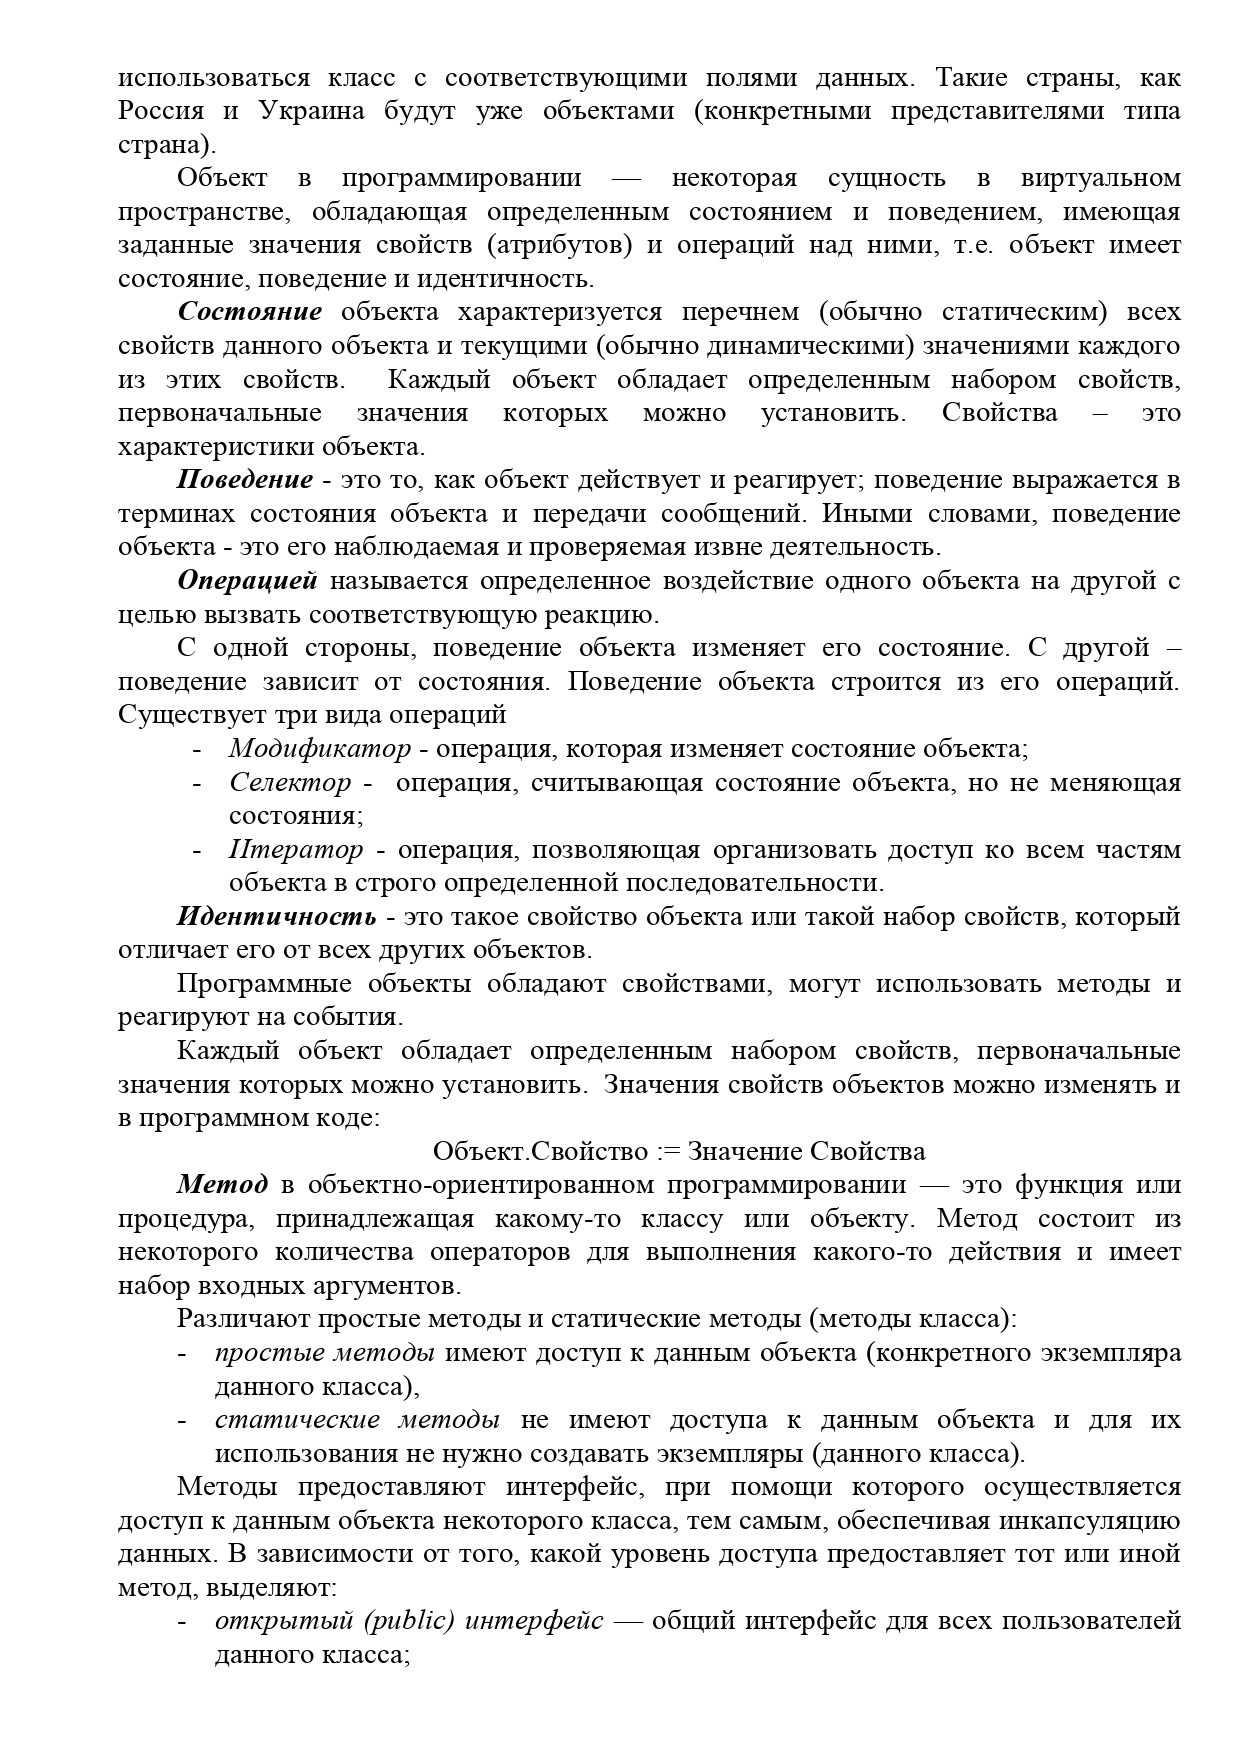 использоваться класс с соответствующими полями данных. Такие страны, как
Россия и Украина будут уже объектами (конкретными представителями типа
страна).
Объект в программировании — некоторая сущность в виртуальном
пространстве, обладающая определенным состоянием и поведением, имеющая
заданные значения свойств (атрибутов) и операций над ними, т.е. объект имеет
состояние, поведение и идентичность.
Состояние объекта характеризуется перечнем (обычно статическим) всех
свойств данного объекта и текущими (обычно динамическими) значениями каждого
из этих свойств. Каждый объект обладает определенным набором свойств,
первоначальные значения которых можно установить. Свойства – это
характеристики объекта.
Поведение - это то, как объект действует и реагирует; поведение выражается в
терминах состояния объекта и передачи сообщений. Иными словами, поведение
объекта - это его наблюдаемая и проверяемая извне деятельность.
Операцией называется определенное воздействие одного объекта на другой с
целью вызвать соответствующую реакцию.
С одной стороны, поведение объекта изменяет его состояние. С другой –
поведение зависит от состояния. Поведение объекта строится из его операций.
Существует три вида операций
- Модификатор - операция, которая изменяет состояние объекта;
- Селектор - операция, считывающая состояние объекта, но не меняющая
состояния;
- Итератор - операция, позволяющая организовать доступ ко всем частям
объекта в строго определенной последовательности.
Идентичность - это такое свойство объекта или такой набор свойств, который
отличает его от всех других объектов.
Программные объекты обладают свойствами, могут использовать методы и
реагируют на события.
Каждый объект обладает определенным набором свойств, первоначальные
значения которых можно установить. Значения свойств объектов можно изменять и
в программном коде:
Объект.Свойство := Значение Свойства
Метод в объектно-ориентированном программировании — это функция или
процедура, принадлежащая какому-то классу или объекту. Метод состоит из
некоторого количества операторов для выполнения какого-то действия и имеет
набор входных аргументов.
Различают простые методы и статические методы (методы класса):
- простые методы имеют доступ к данным объекта (конкретного экземпляра
данного класса),
- статические методы не имеют доступа к данным объекта и для их
использования не нужно создавать экземпляры (данного класса).
Методы предоставляют интерфейс, при помощи которого осуществляется
доступ к данным объекта некоторого класса, тем самым, обеспечивая инкапсуляцию
данных. В зависимости от того, какой уровень доступа предоставляет тот или иной
метод, выделяют:
- открытый (public) интерфейс — общий интерфейс для всех пользователей
данного класса;